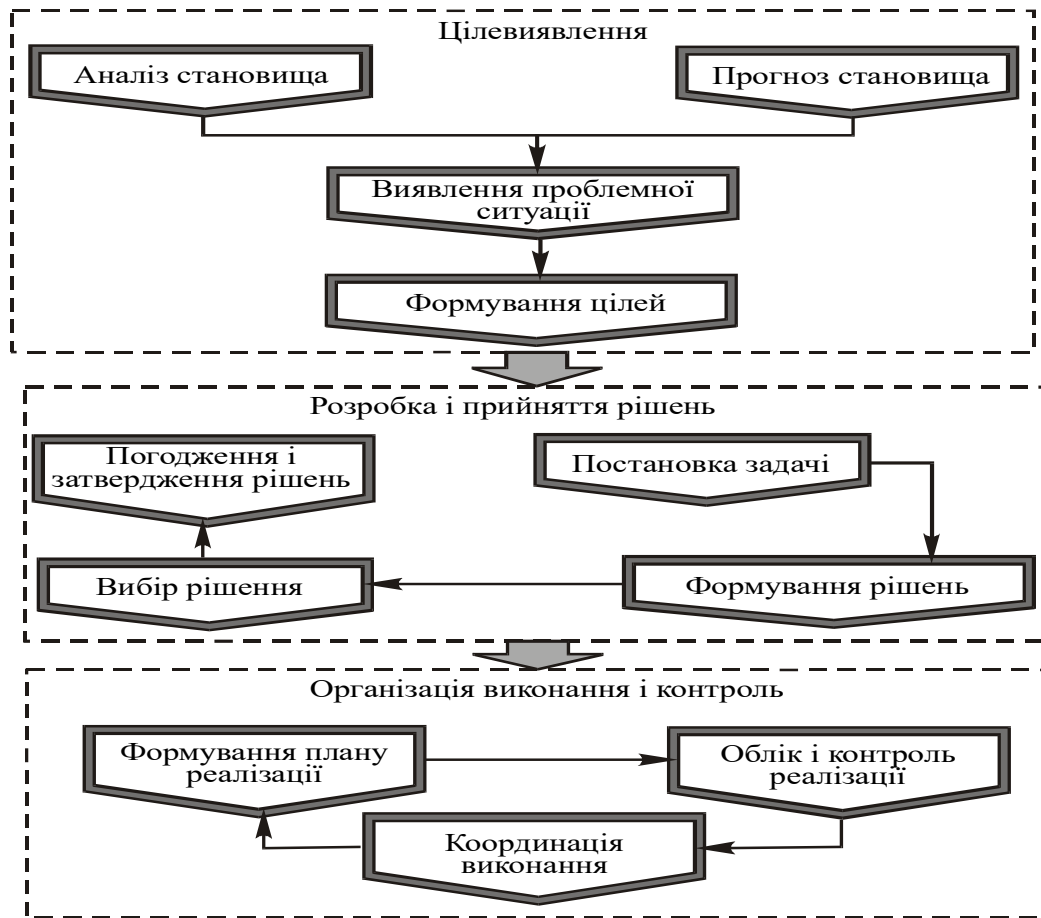 Цілевиявлення
Аналіз становища
Прогноз становища
Виявлення проблемної
ситуації
Формування цілей
Розробка і прийняття рішень
Погодження і
затвердження рішень
Постановка задачі
Вибір рішення
Формування рішень
Організація виконання і контроль
Формування плану
реалізації
Облік і контроль
реалізації
Координація
виконання